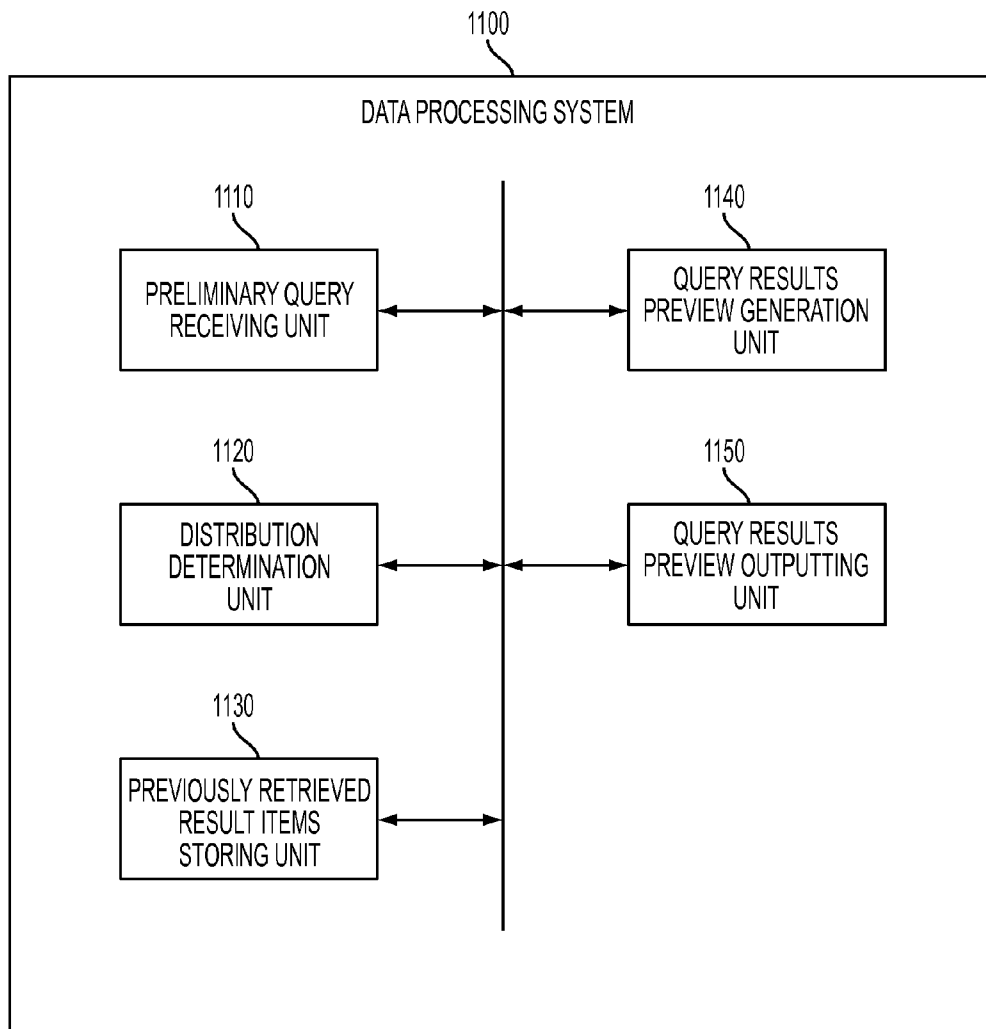 1100
DATA PROCESSING SYSTEM
1110
PRELIMINARY QUERY
RECEIVING UNIT
1140
QUERY RESULTS
PREVIEW GENERATION
UNIT
1120
DISTRIBUTION
DETERMINATION
UNIT
1150
QUERY RESULTS
PREVIEW OUTPUTTING
UNIT
1130
PREVIOUSLY RETRIEVED
RESULT ITEMS
STORING UNIT